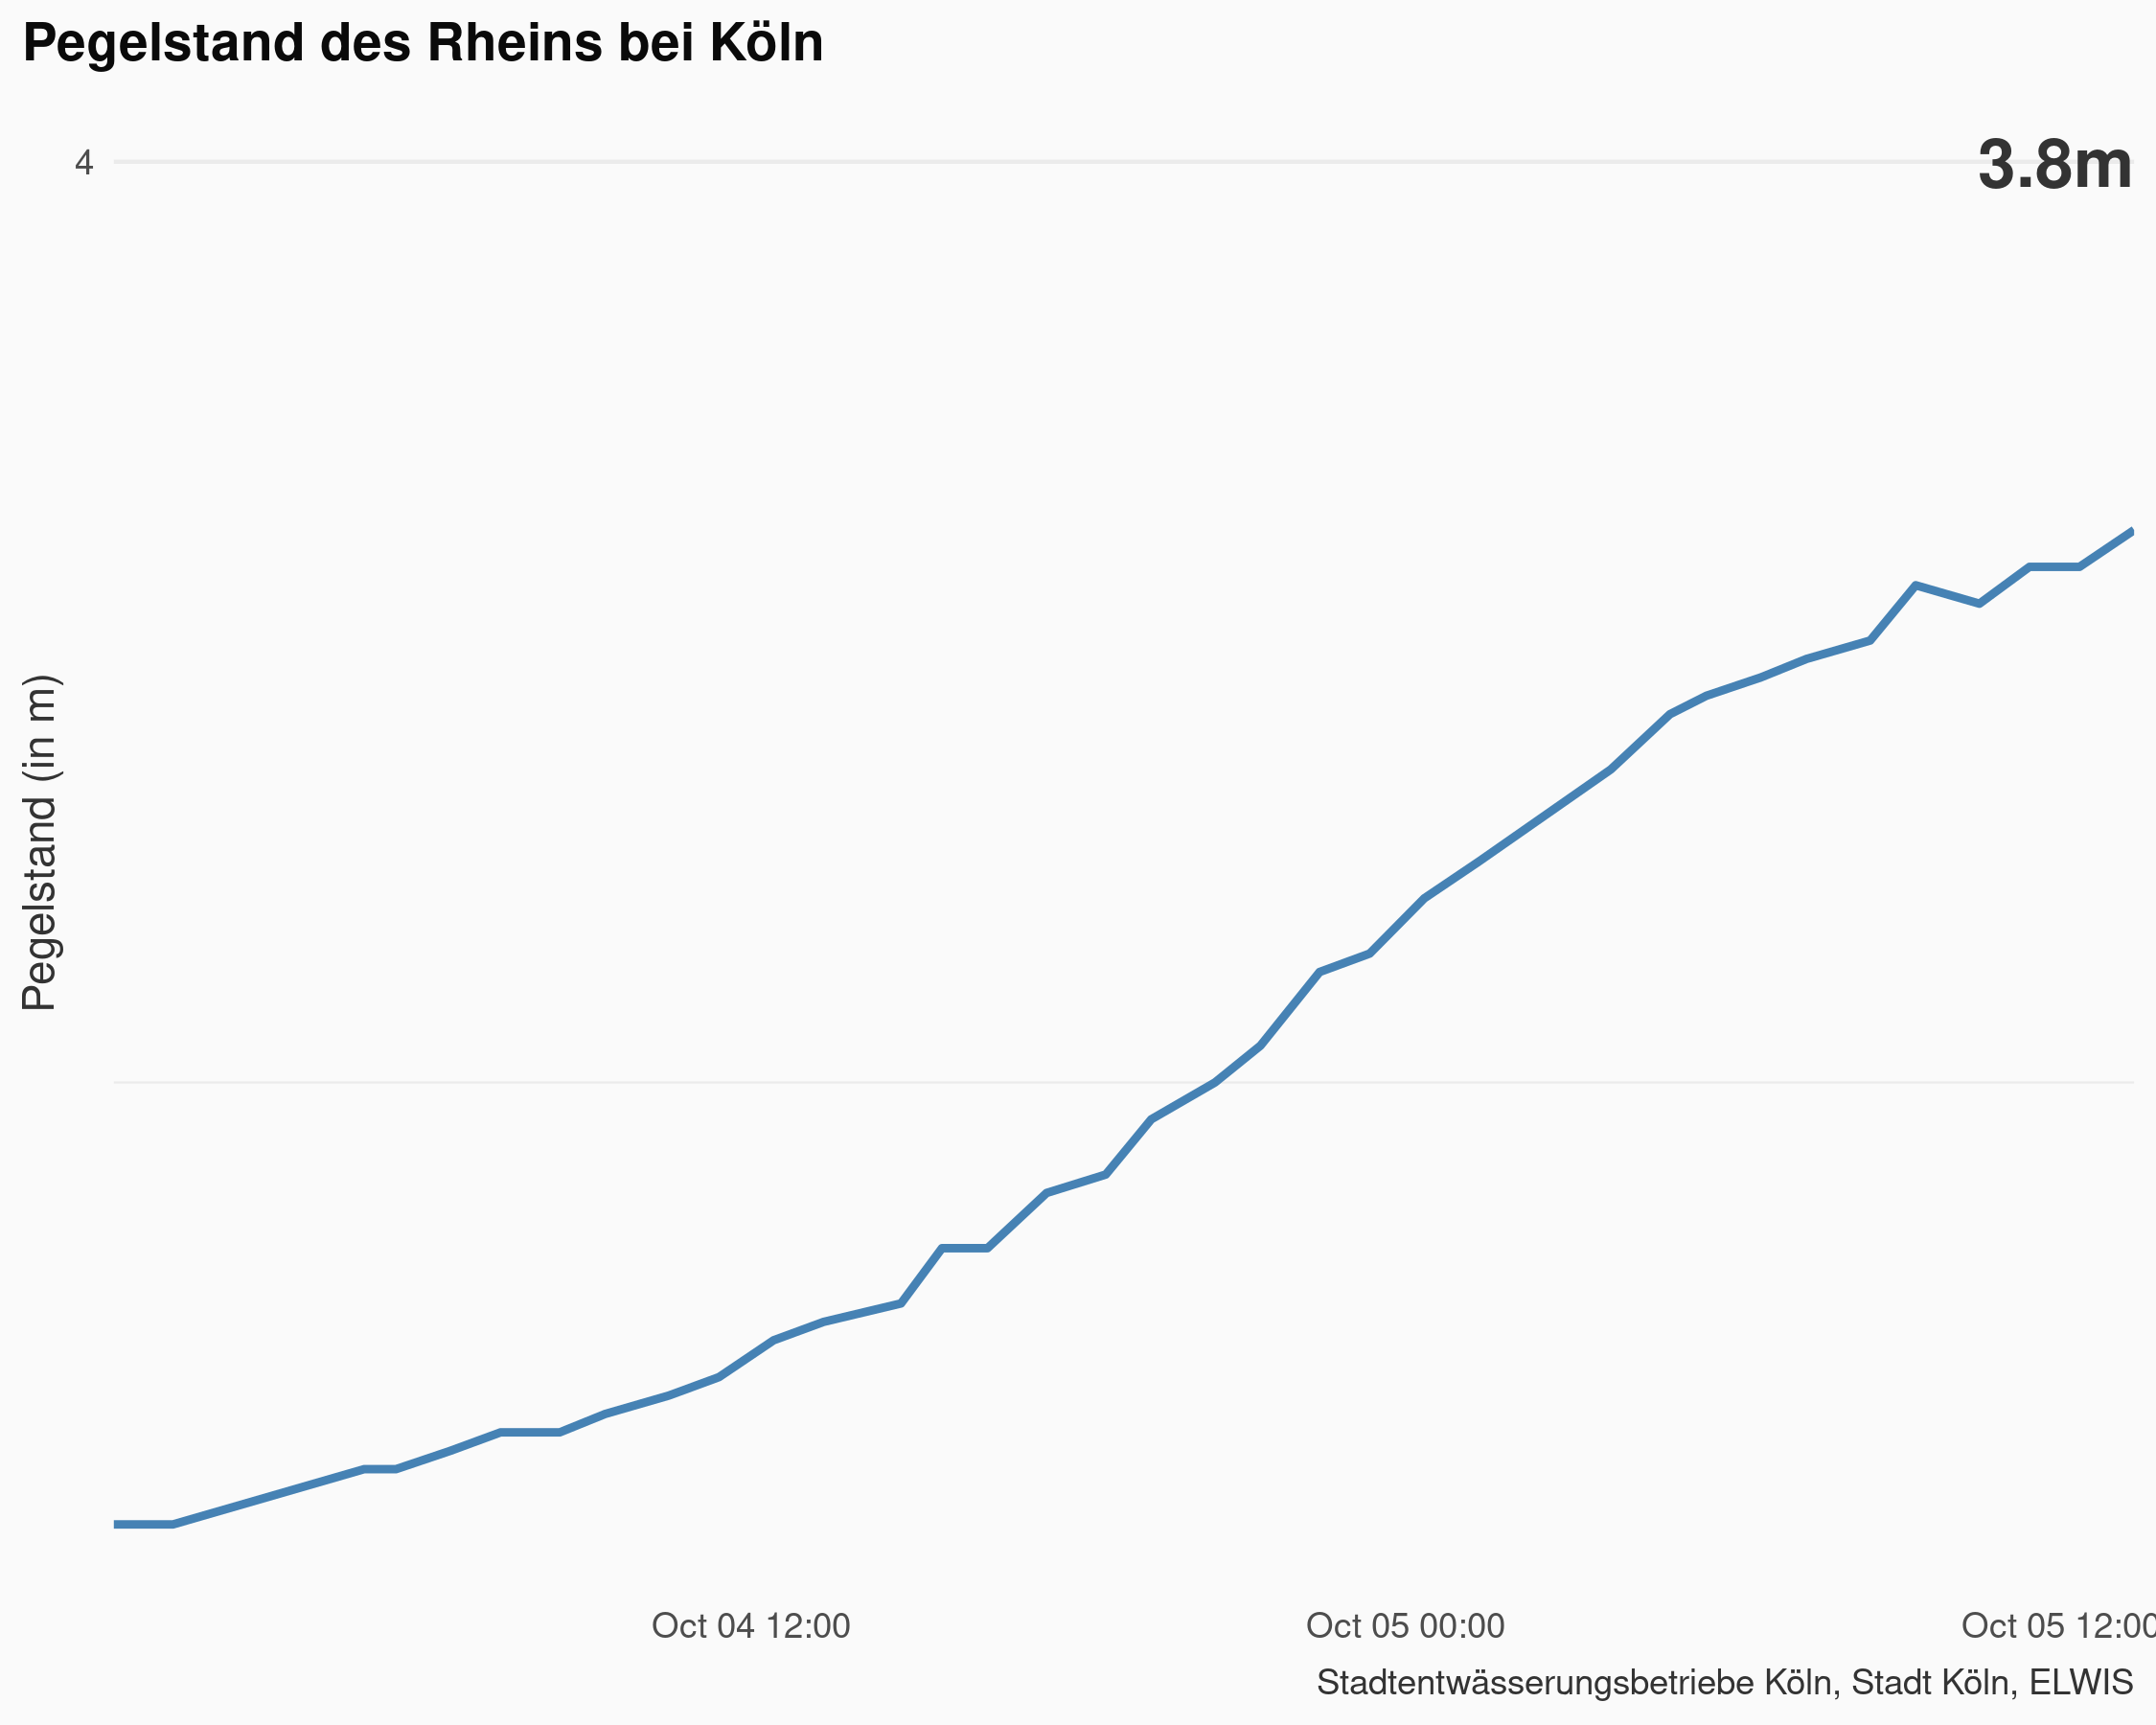 Pegelstand des Rheins bei Köln
4
3.8m
Pegelstand (in m)
Oct 04 12:00
Oct 05 00:00
Oct 05 12:00
Stadtentwässerungsbetriebe Köln, Stadt Köln, ELWIS